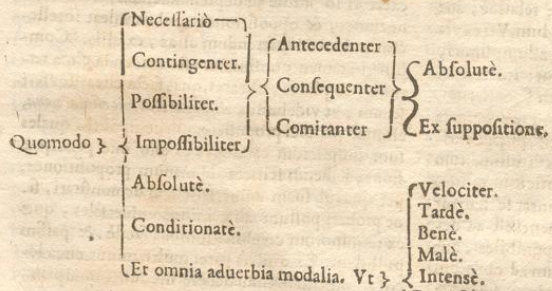 Neceſſariò
Contingenter.
Poſſibiliter.
Impoſſibiliter
Quomodo
Abſolutè.
Conditionatè.
Et omnia aduerbia modalia. Vt
Antecedenter
Conſequenter
Comitanter
Abſolutè.
Ex ſuppoſitione,
Velociter.
Tardè.
Benè.
Malè.
Intensè.